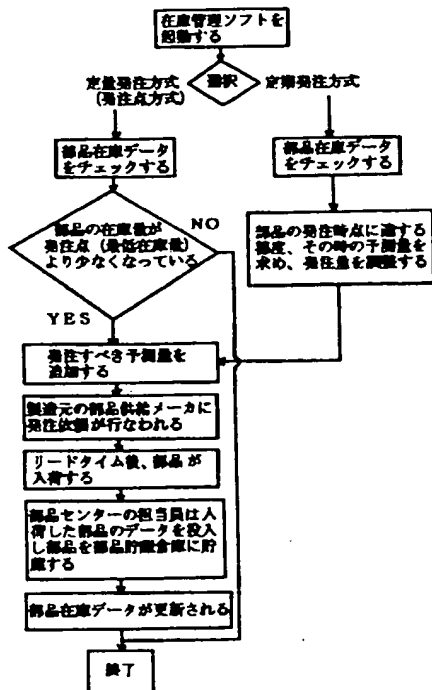 在庫管理ソフトを
起動する
選択
定量発注方式
(発注点方式)
定期発注方式
部品在庫データ
をチェックする
部品在庫データ
をチェックする
部品の在庫量が
発注点(最低在庫量)
より少なくなっている
NO
YES
部品の発注時点に達する
都度、その時の予測量を
求め、発注量を調整する
発注すべき予測量を
追加する
製造元の部品供給メーカに
発注依頼が行なわれる
リードタイム後、部品が
入荷する
部品センターの担当員は入
荷した部品のデータを投入
し部品を部品貯蔵倉庫に貯
蔵する
部品在庫データが更新される
終了